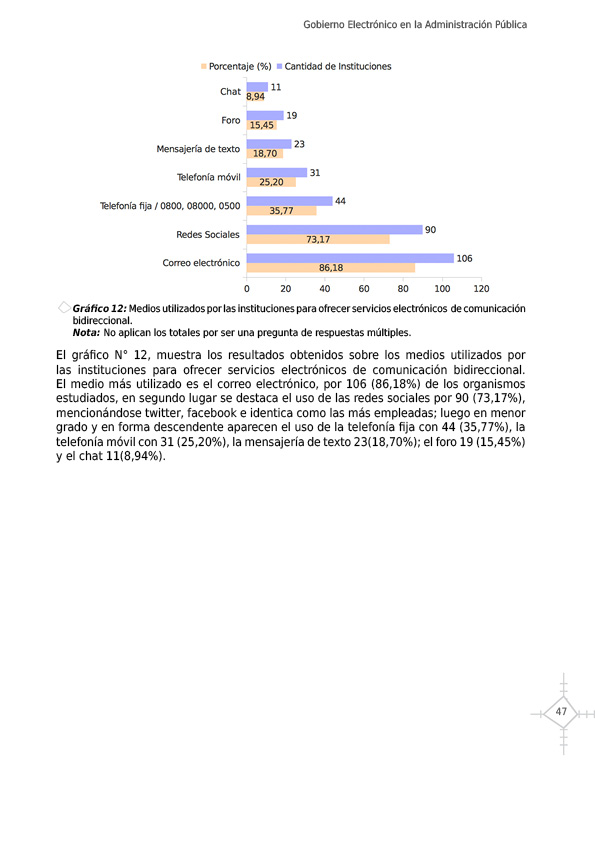 Gobierno Electrónico en la Administración Pública
Porcentaje (%) Cantidad de Instituciones
Chat 11
8,94
Foro 19
15,45
Mensajería de texto 23
18,70
Telefonía móvil 31
25,20
Telefonía fija / 0800, 08000, 0500 44
35,77
Redes Sociales 90
73,17
Correo electrónico 106
86,18
0 20 40 60 80 100 120
Gráfico 12: Medios utilizados por las instituciones para ofrecer servicios electrónicos de comunicación
bidireccional.
Nota: No aplican los totales por ser una pregunta de respuestas múltiples.
El gráfico N° 12, muestra los resultados obtenidos sobre los medios utilizados por
las instituciones para ofrecer servicios electrónicos de comunicación bidireccional.
El medio más utilizado es el correo electrónico, por 106 (86,18%) de los organismos
estudiados, en segundo lugar se destaca el uso de las redes sociales por 90 (73,17%),
mencionándose twitter, facebook e identica como las más empleadas; luego en menor
grado y en forma descendente aparecen el uso de la telefonía fija con 44 (35,77%), la
telefonía móvil con 31 (25,20%), la mensajería de texto 23(18,70%); el foro 19 (15,45%)
y el chat 11(8,94%).
47